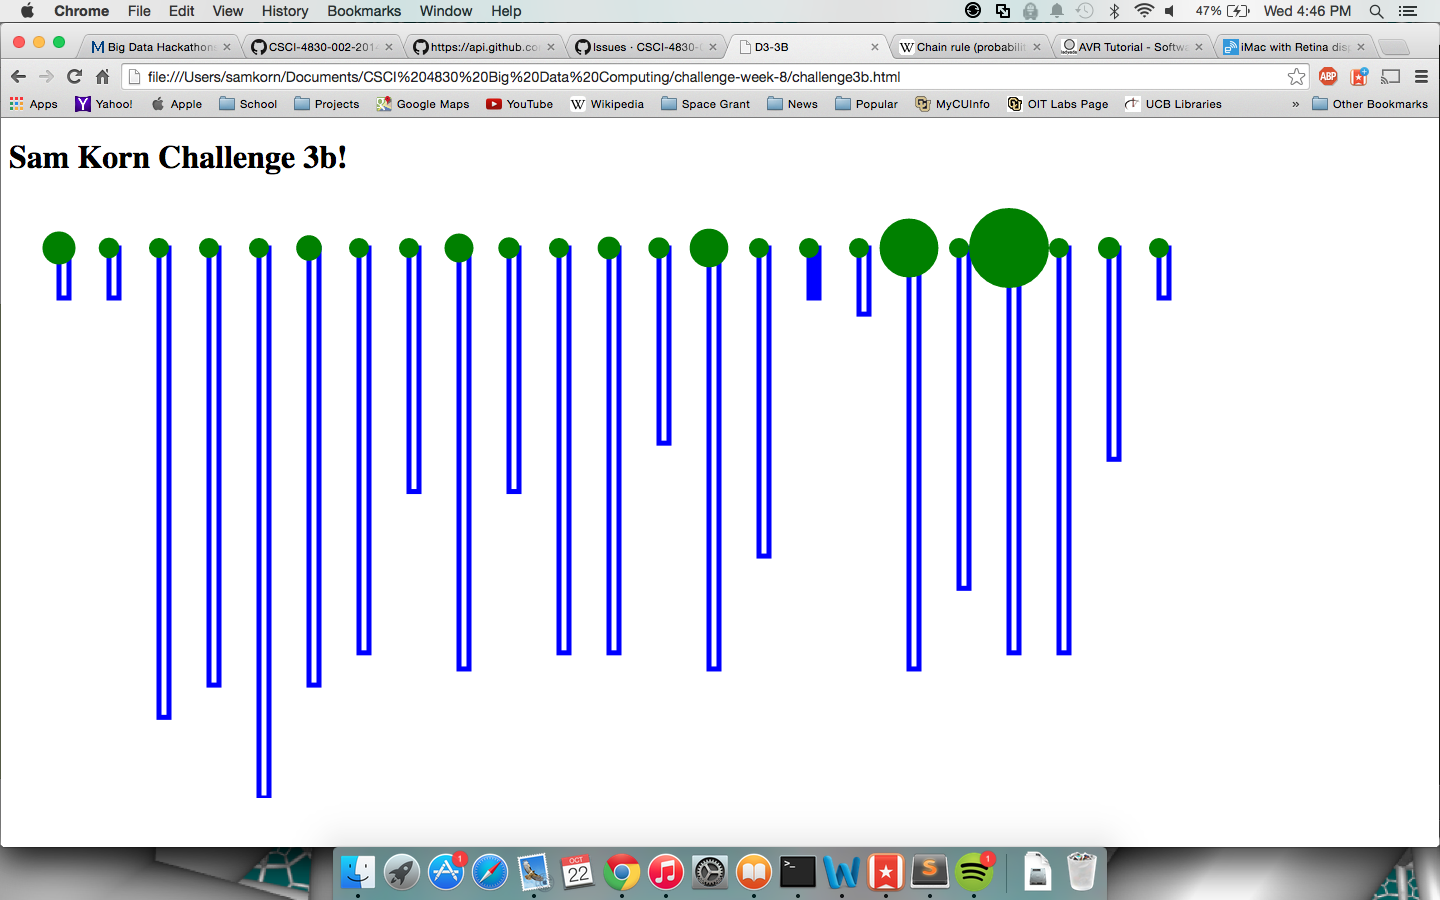 Chrome File Edit View History Bookmarks Window Help 47% Wed 4:46 PM
Big Data Hackathon CSCI-4830-002-201 https://api.github.co Issues · CSCI-4830- D3-3B Chain rule (probabili AVR Tutorial - Softwa iMac with Retina dis
file:///Users/samkorn/Documents/CSCI%204830%20Big%20Data%20Computing/challenge-week-8/challenge3b.html ABP
Apps Yahoo! Apple School Projects Google Maps YouTube Wikipedia Space Grant News Popular MyCUInfo OIT Labs Page UCB Libraries » Other Bookmarks
Sam Korn Challenge 3b!
1 OCT 22 >_ W S 1